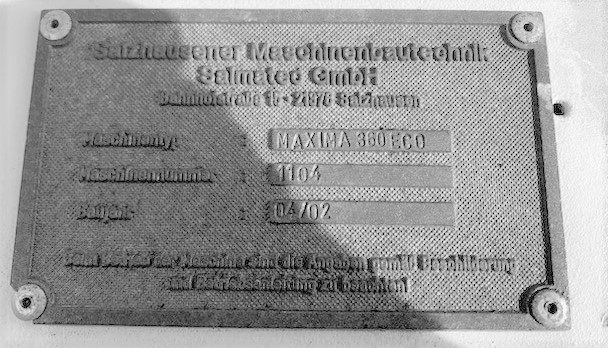 Salzhausener Maschinenbautechnik
Salmatec GmbH
Bahnhofstraße 15 · 21376 Salzhausen
Maschinentyp : MAXIMA 360 ECO
Maschinennummer : 1104
Baujahr : 04/02
Beim Betrieb der Maschine sind die Angaben gemäß Beschilderung
und Betriebsanleitung zu beachten!